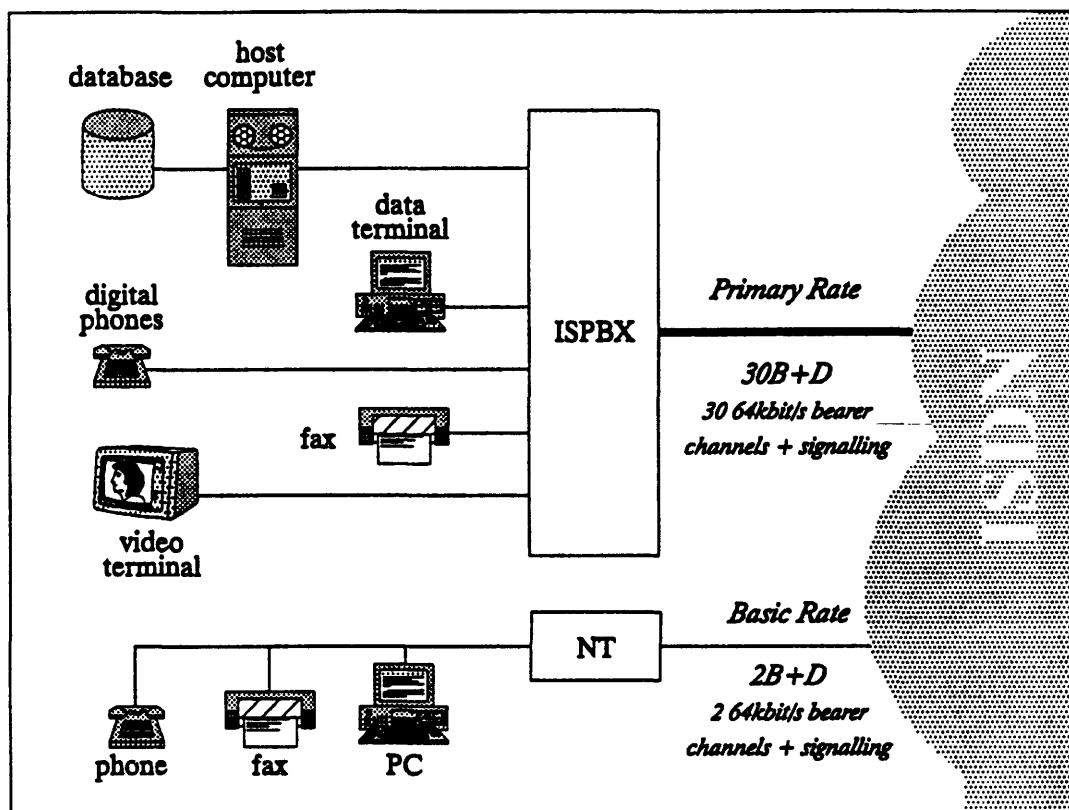 host
computer
database
data
terminal
digital
phones
ISPBX
Primary Rate
30B+D
30 64kbit/s bearer
channels + signalling
fax
video
terminal
ISDN
NT
Basic Rate
2B+D
2 64kbit/s bearer
channels + signalling
phone
fax
PC